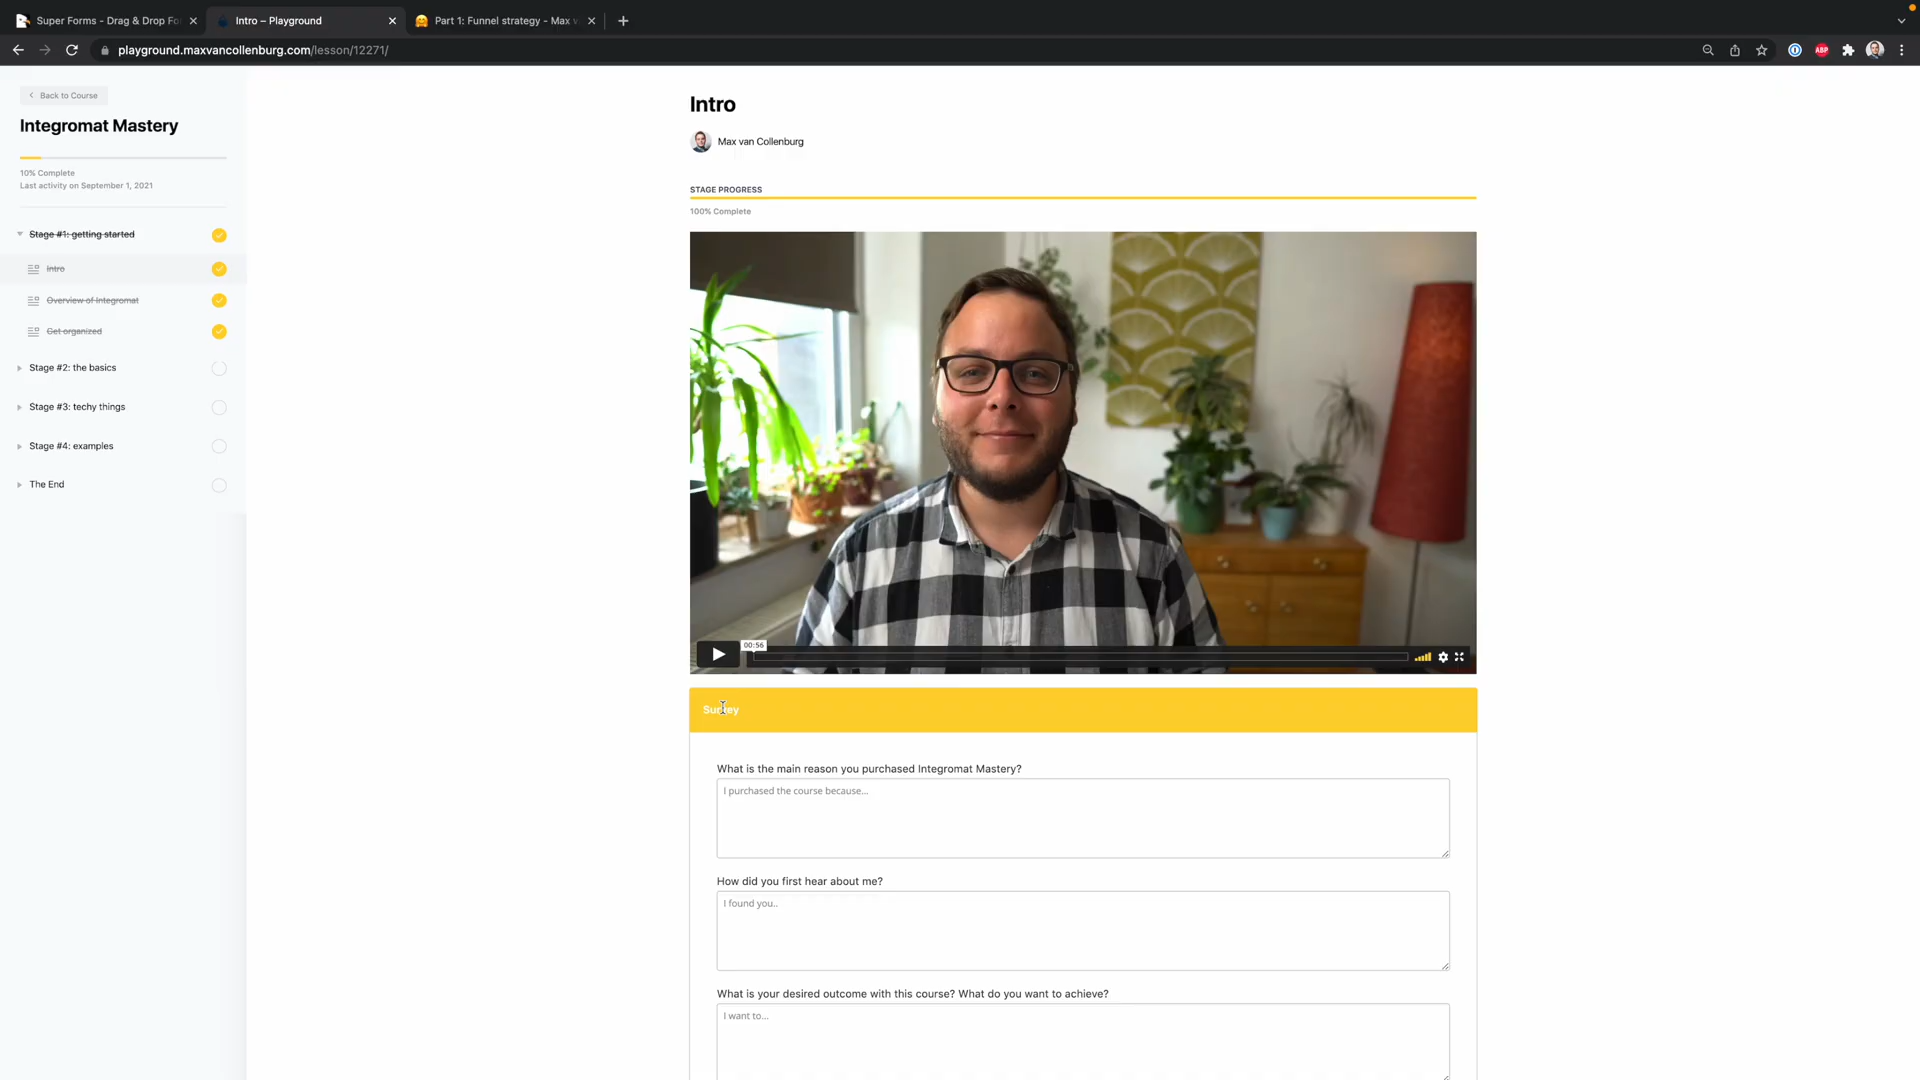 Super Forms - Drag & Drop Fo
Intro – Playground
Part 1: Funnel strategy - Max v
playground.maxvancollenburg.com/lesson/12271/
ABP
Back to Course
Integromat Mastery
10% Complete
Last activity on September 1, 2021
Stage #1: getting started
Intro
Overview of Integromat
Get organized
Stage #2: the basics
Stage #3: techy things
Stage #4: examples
The End
Intro
Max van Collenburg
STAGE PROGRESS
100% Complete
00:56
Survey
What is the main reason you purchased Integromat Mastery?
I purchased the course because...
How did you first hear about me?
I found you..
What is your desired outcome with this course? What do you want to achieve?
I want to...